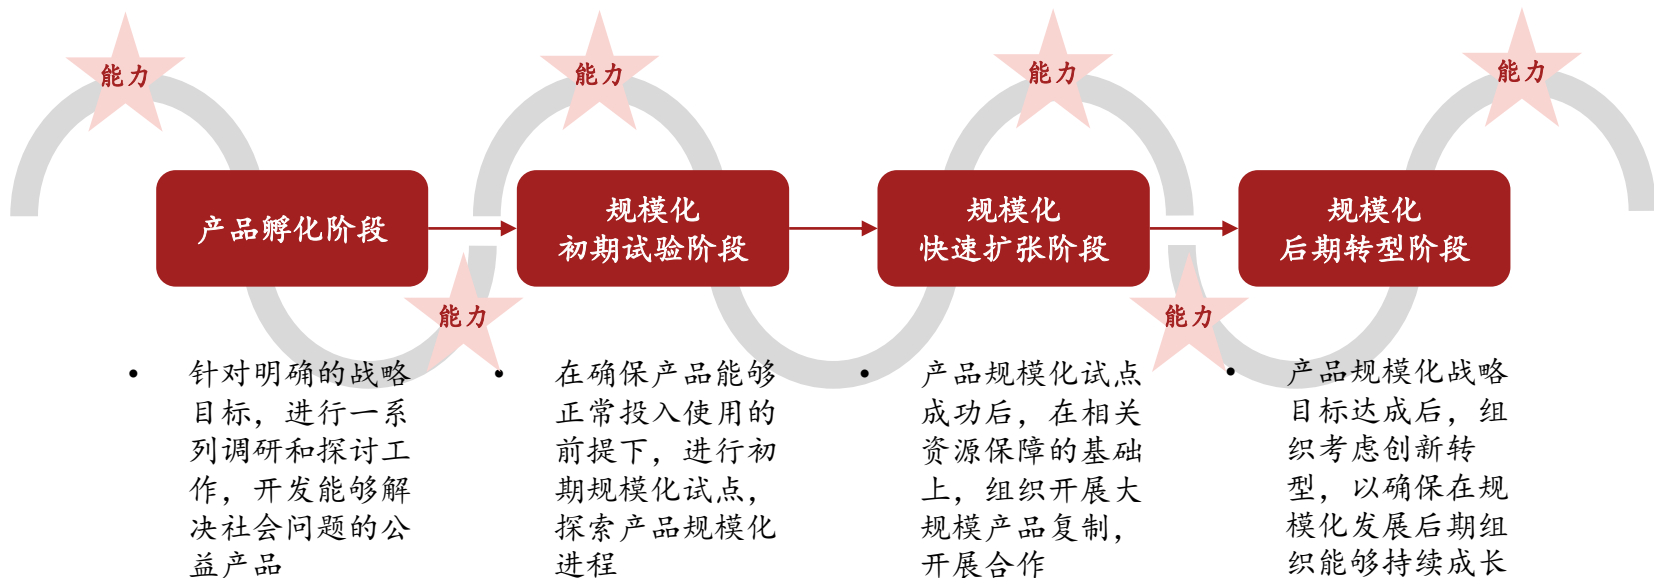 能力
能力
能力
能力
产品孵化阶段
规模化
初期试验阶段
规模化
快速扩张阶段
规模化
后期转型阶段
能力
能力
• 针对明确的战略
目标，进行一系
列调研和探讨工
作，开发能够解
决社会问题的公
益产品
• 在确保产品能够
正常投入使用的
前提下，进行初
期规模化试点，
探索产品规模化
进程
• 产品规模化试点
成功后，在相关
资源保障的基础
上，组织开展大
规模产品复制，
开展合作
• 产品规模化战略
目标达成后，组
织考虑创新转
型，以确保在规
模化发展后期组
织能够持续成长